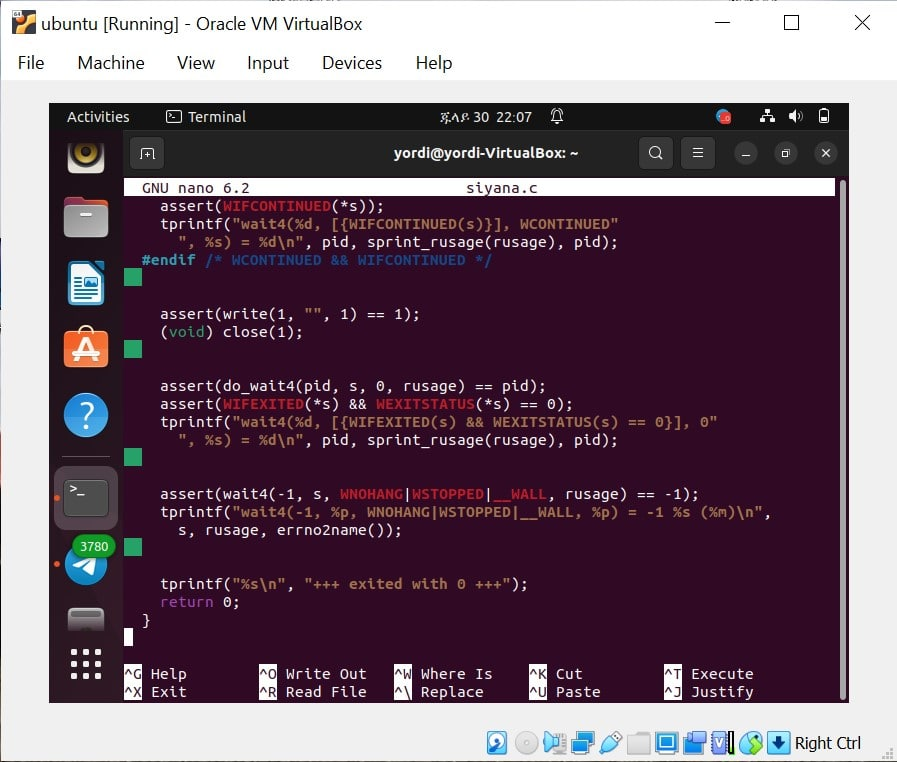 ubuntu [Running] - Oracle VM VirtualBox
File Machine View Input Devices Help
Activities Terminal ጁላይ 30 22:07
yordi@yordi-VirtualBox: ~
GNU nano 6.2 siyana.c
assert(WIFCONTINUED(*s));
tprintf("wait4(%d, [{WIFCONTINUED(s)}], WCONTINUED"
", %s) = %d\n", pid, sprint_rusage(rusage), pid);
#endif /* WCONTINUED && WIFCONTINUED */
assert(write(1, "", 1) == 1);
(void) close(1);
assert(do_wait4(pid, s, 0, rusage) == pid);
assert(WIFEXITED(*s) && WEXITSTATUS(*s) == 0);
tprintf("wait4(%d, [{WIFEXITED(s) && WEXITSTATUS(s) == 0}], 0"
", %s) = %d\n", pid, sprint_rusage(rusage), pid);
assert(wait4(-1, s, WNOHANG|WSTOPPED|__WALL, rusage) == -1);
tprintf("wait4(-1, %p, WNOHANG|WSTOPPED|__WALL, %p) = -1 %s (%m)\n",
s, rusage, errno2name());
3780
tprintf("%s\n", "+++ exited with 0 +++");
return 0;
}
^G Help ^O Write Out ^W Where Is ^K Cut ^T Execute
^X Exit ^R Read File ^\ Replace ^U Paste ^J Justify
Right Ctrl